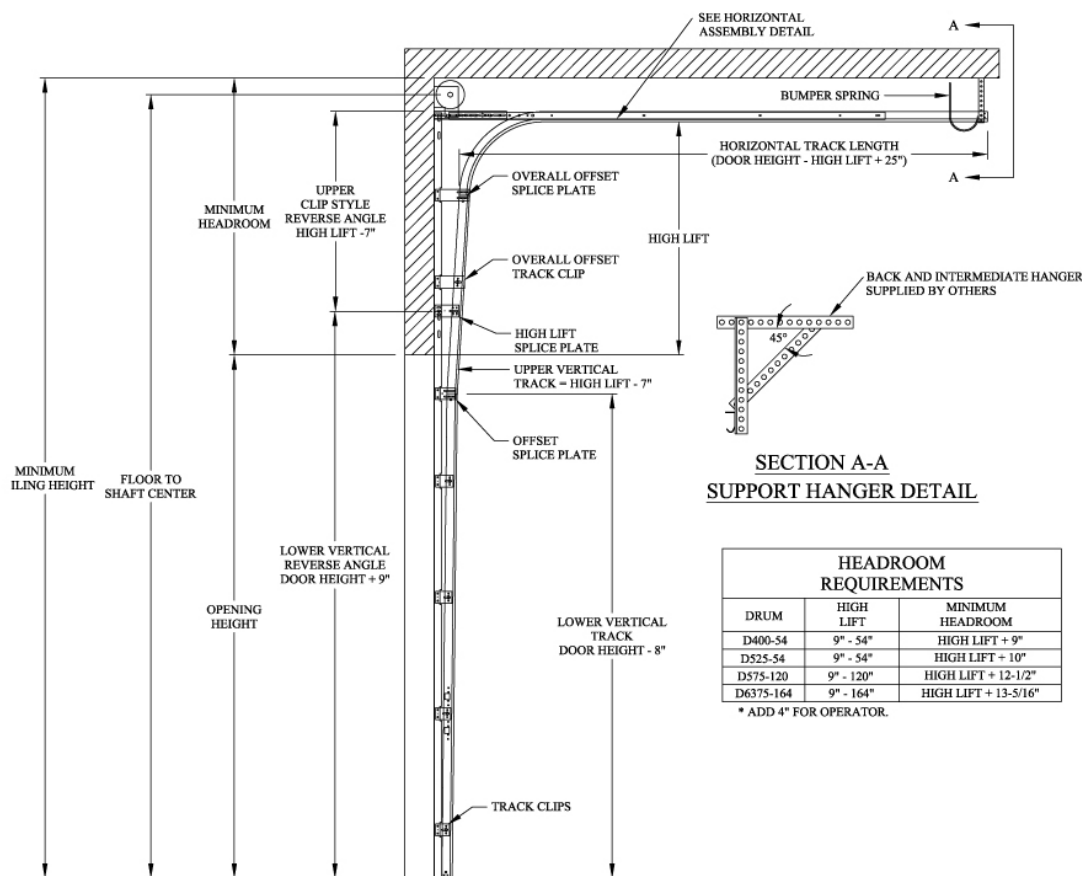 SEE HORIZONTAL
ASSEMBLY DETAIL
A
BUMPER SPRING
HORIZONTAL TRACK LENGTH
(DOOR HEIGHT - HIGH LIFT + 25")
A
OVERALL OFFSET
SPLICE PLATE
UPPER
CLIP STYLE
REVERSE ANGLE
HIGH LIFT -7"
MINIMUM
HEADROOM
HIGH LIFT
OVERALL OFFSET
TRACK CLIP
BACK AND INTERMEDIATE HANGER
SUPPLIED BY OTHERS
45°
HIGH LIFT
SPLICE PLATE
UPPER VERTICAL
TRACK = HIGH LIFT - 7"
OFFSET
SPLICE PLATE
SECTION A-A
SUPPORT HANGER DETAIL
MINIMUM
ILING HEIGHT
FLOOR TO
SHAFT CENTER
LOWER VERTICAL
REVERSE ANGLE
DOOR HEIGHT + 9"
OPENING
HEIGHT
LOWER VERTICAL
TRACK
DOOR HEIGHT - 8"
HEADROOM
REQUIREMENTS
DRUM HIGH LIFT MINIMUM HEADROOM
D400-54 9" - 54" HIGH LIFT + 9"
D525-54 9" - 54" HIGH LIFT + 10"
D575-120 9" - 120" HIGH LIFT + 12-1/2"
D6375-164 9" - 164" HIGH LIFT + 13-5/16"
* ADD 4" FOR OPERATOR.
TRACK CLIPS